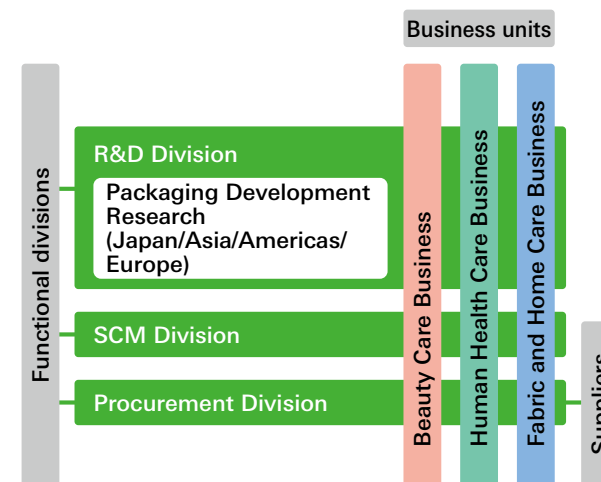 Business units
Functional divisions
R&D Division
Packaging Development
Research
(Japan/Asia/Americas/
Europe)
SCM Division
Procurement Division
Beauty Care Business
Human Health Care Business
Fabric and Home Care Business
Suppliers